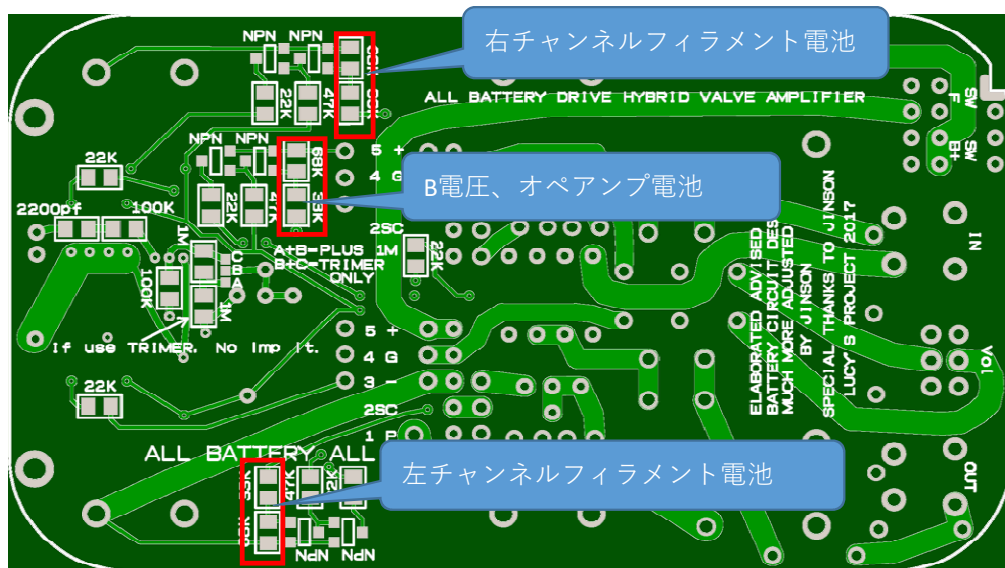 右チャンネルフィラメント電池
NPN NPN
22K
47K
ALL BATTERY DRIVE HYBRID VALVE AMPLIFIER
SW
F
SW
B+
NPN NPN
68K
5 +
4 G
B電圧、オペアンプ電池
22K
22K
47K
33K
2200pf
100K
2SC
1M
22K
IN
1M
C
B
A
A+B=PLUS
B+C=TRIMER
ONLY
100K
1M
If use TRIMER. No Imp it.
5 +
4 G
3 -
2SC
1 P
ELABORATED ADVISED
BATTERY CIRCUIT DES
MUCH MORE ADJUSTED
BY JINSON
SPECIAL THANKS TO JINSON
LUCY'S PROJECT 2017
Vol
22K
ALL BATTERY ALL
左チャンネルフィラメント電池
47K
2K
OUT
NPN NPN